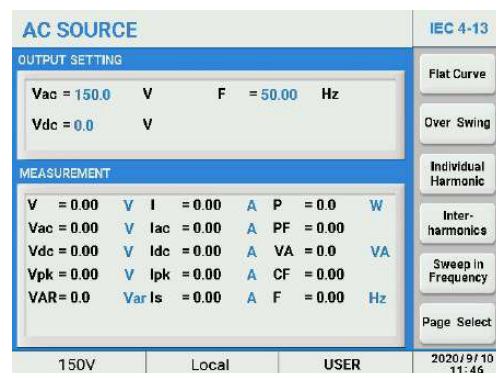 AC SOURCE
IEC 4-13
OUTPUT SETTING
Vac = 150.0 V F = 50.00 Hz
Vdc = 0.0 V
MEASUREMENT
V = 0.00 V I = 0.00 A P = 0.0 W
Vac = 0.00 V Iac = 0.00 A PF = 0.00
Vdc = 0.00 V Idc = 0.00 A VA = 0.0 VA
Vpk = 0.00 V Ipk = 0.00 A CF = 0.00
VAR= 0.0 Var Is = 0.00 A F = 0.00 Hz
Flat Curve
Over Swing
Individual
Harmonic
Inter-
harmonics
Sweep in
Frequency
Page Select
150V Local USER
2020/9/10
11:46